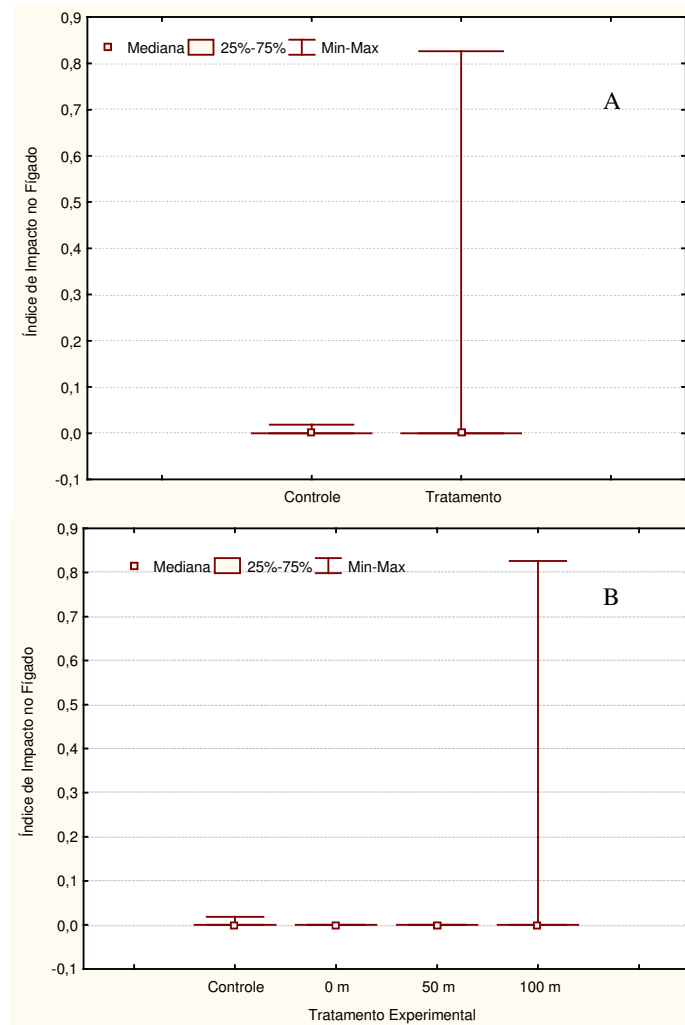 0,9
Mediana 25%-75% Min-Max
0,8
A
0,7
0,6
0,5
0,4
0,3
0,2
0,1
0,0
-0,1
Índice de Impacto no Fígado
Controle Tratamento
0,9
Mediana 25%-75% Min-Max
0,8
B
0,7
0,6
0,5
0,4
0,3
0,2
0,1
0,0
-0,1
Índice de Impacto no Fígado
Controle 0 m 50 m 100 m
Tratamento Experimental